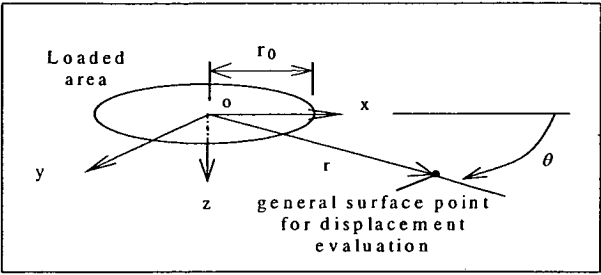 Loaded
area
r0
o
x
y
z
r
θ
general surface point
for displacement
evaluation